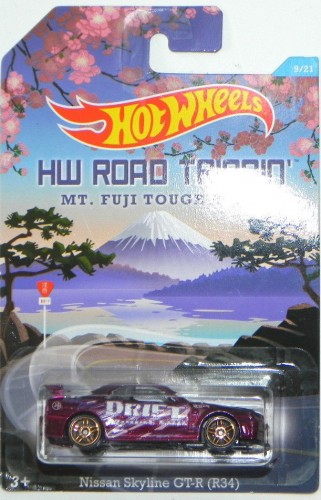 9/21
HOT WHEELS
HW ROAD TRIPPIN'
MT. FUJI TOUGE
DRIFT
3+
Nissan Skyline GT-R (R34)